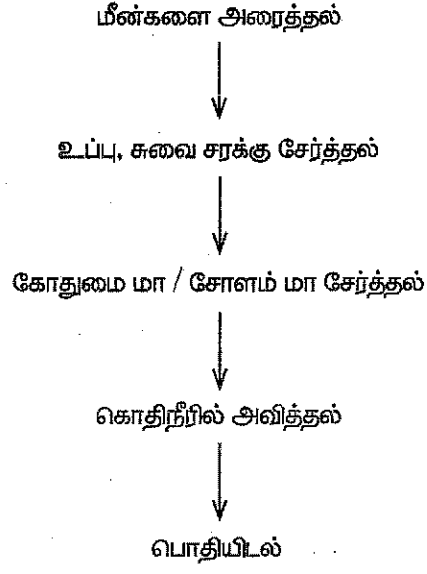 மீன்களை அரைத்தல்
உப்பு, சுவை சரக்கு சேர்த்தல்
கோதுமை மா / சோளம் மா சேர்த்தல்
கொதிநீரில் அவித்தல்
பொதியிடல்